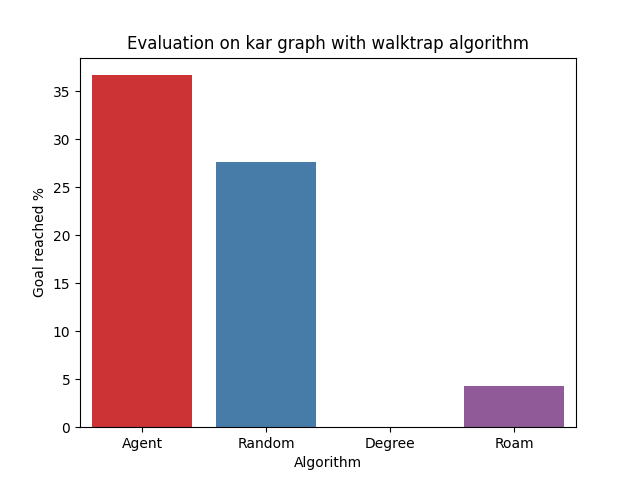 Evaluation on kar graph with walktrap algorithm
Goal reached %
35
30
25
20
15
10
5
0
Agent
Random
Degree
Roam
Algorithm